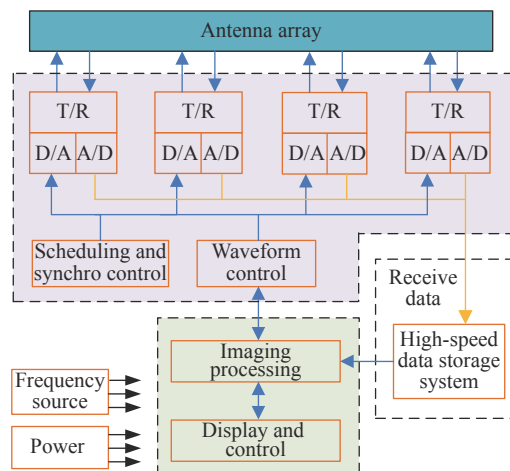 Antenna array
T/R
T/R
T/R
T/R
D/A A/D
D/A A/D
D/A A/D
D/A A/D
Scheduling and
synchro control
Waveform
control
Receive
data
Imaging
processing
High-speed
data storage
system
Frequency
source
Display and
control
Power